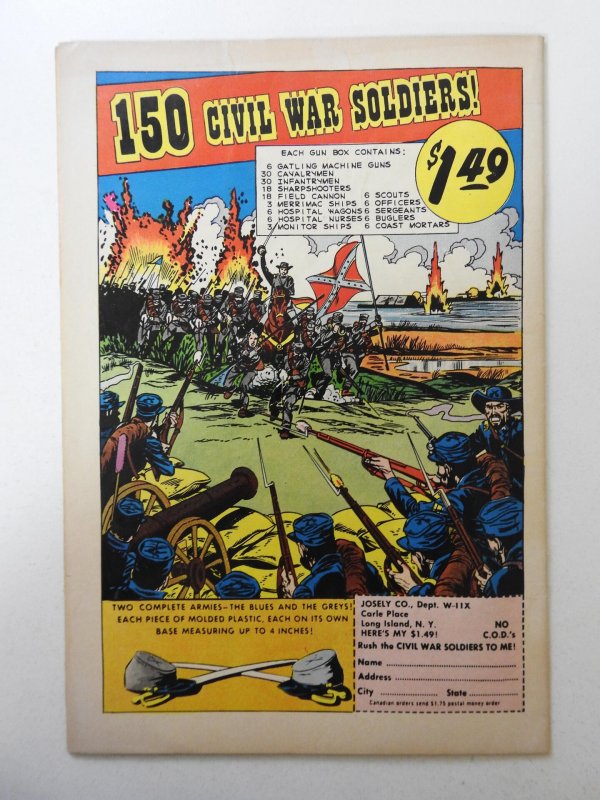 150 CIVIL WAR SOLDIERS!
$1.49
EACH GUN BOX CONTAINS:
6 GATLING MACHINE GUNS
30 CAVALRYMEN
30 INFANTRYMEN
18 SHARPSHOOTERS
18 FIELD CANNON 6 SCOUTS
3 MERRIMAC SHIPS 6 OFFICERS
6 HOSPITAL WAGONS 6 SERGEANTS
6 HOSPITAL NURSES 6 BUGLERS
3 MONITOR SHIPS 6 COAST MORTARS
TWO COMPLETE ARMIES—THE BLUES AND THE GREYS!
EACH PIECE OF MOLDED PLASTIC, EACH ON ITS OWN
BASE MEASURING UP TO 4 INCHES!
JOSELY CO., Dept. W-11X
Carle Place
Long Island, N. Y. NO
HERE'S MY $1.49! C.O.D.'s
Rush the CIVIL WAR SOLDIERS TO ME!
Name
Address
City State
Canadian orders send $1.75 postal money order